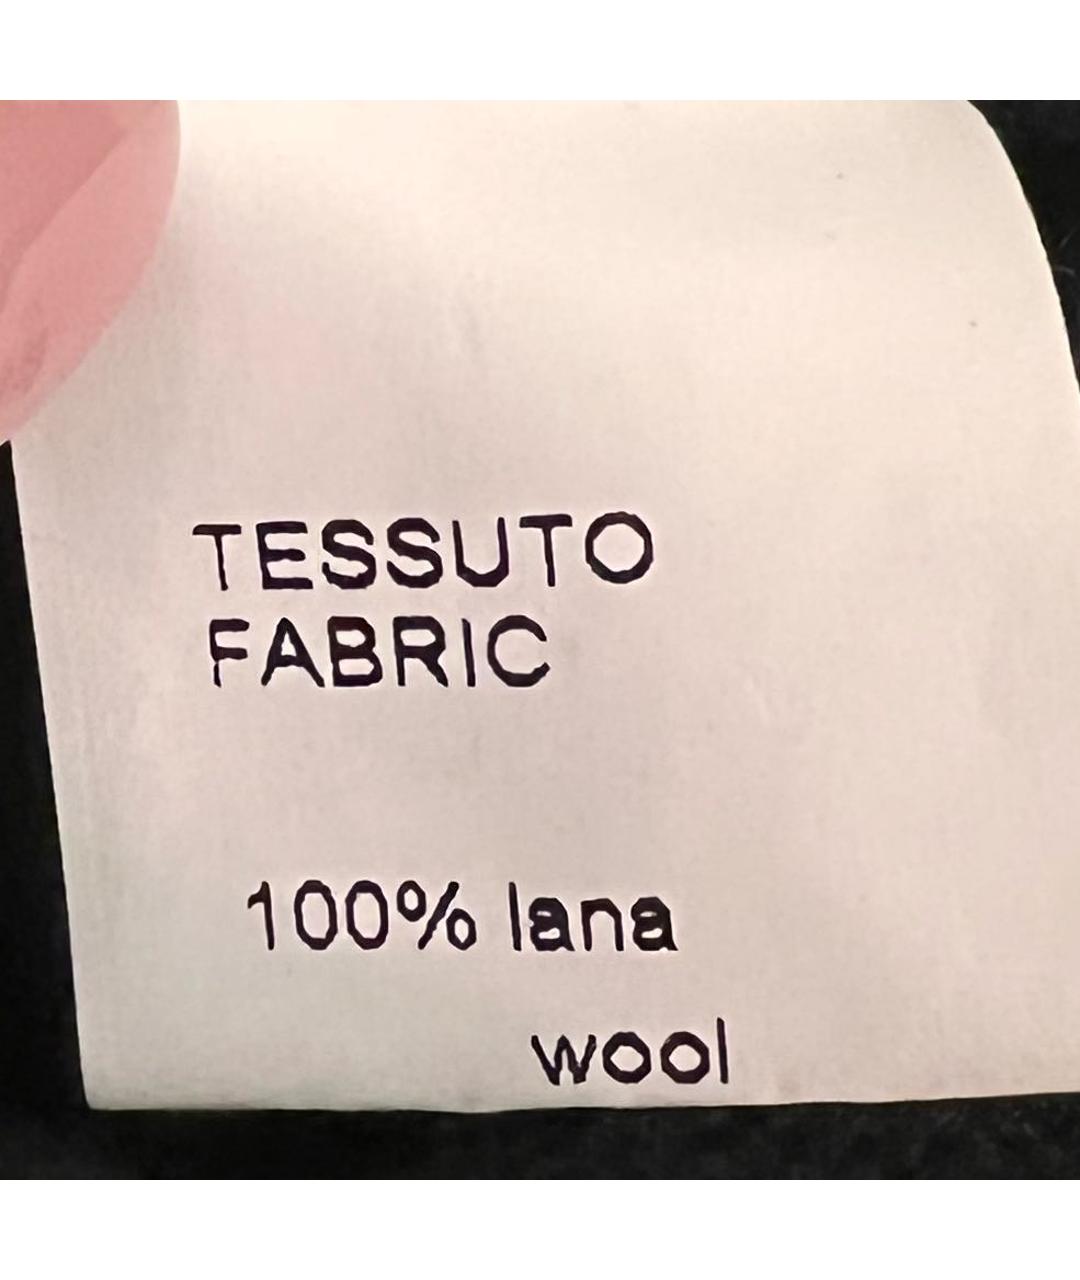 TESSUTO
FABRIC
100% lana
wool